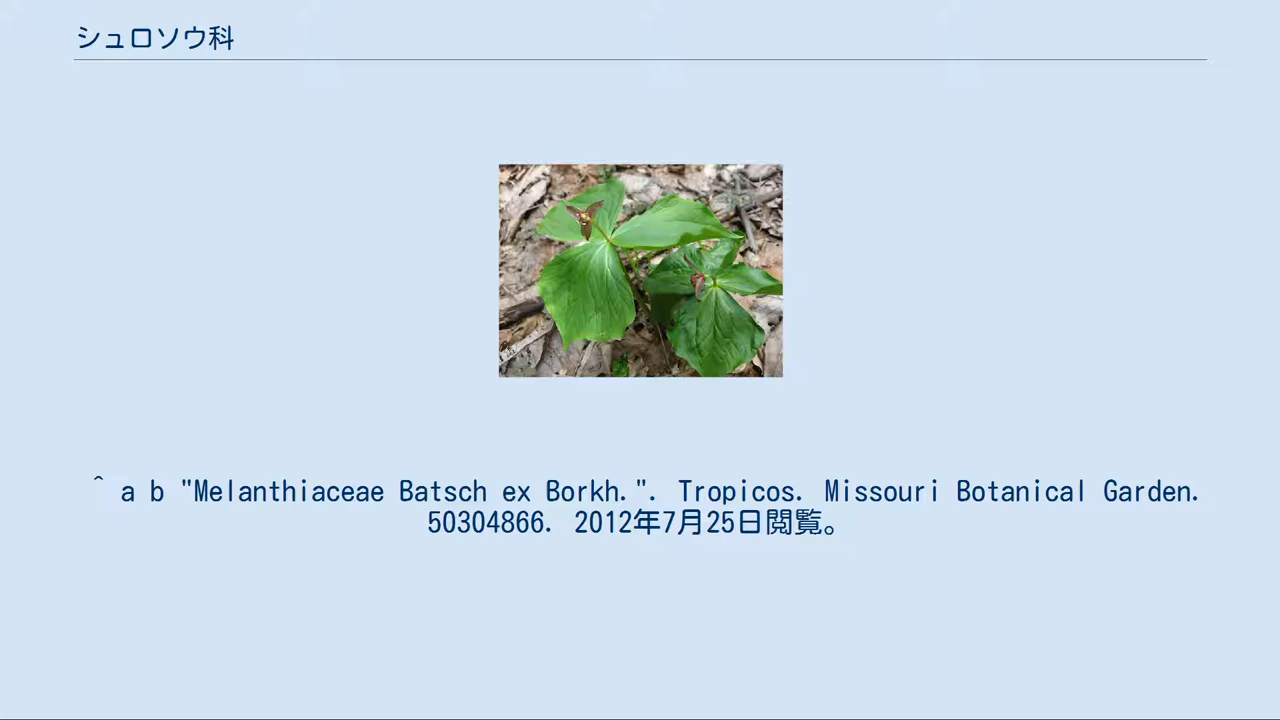 シュロソウ科
^ a b "Melanthiaceae Batsch ex Borkh.". Tropicos. Missouri Botanical Garden.
50304866. 2012年7月25日閲覧。